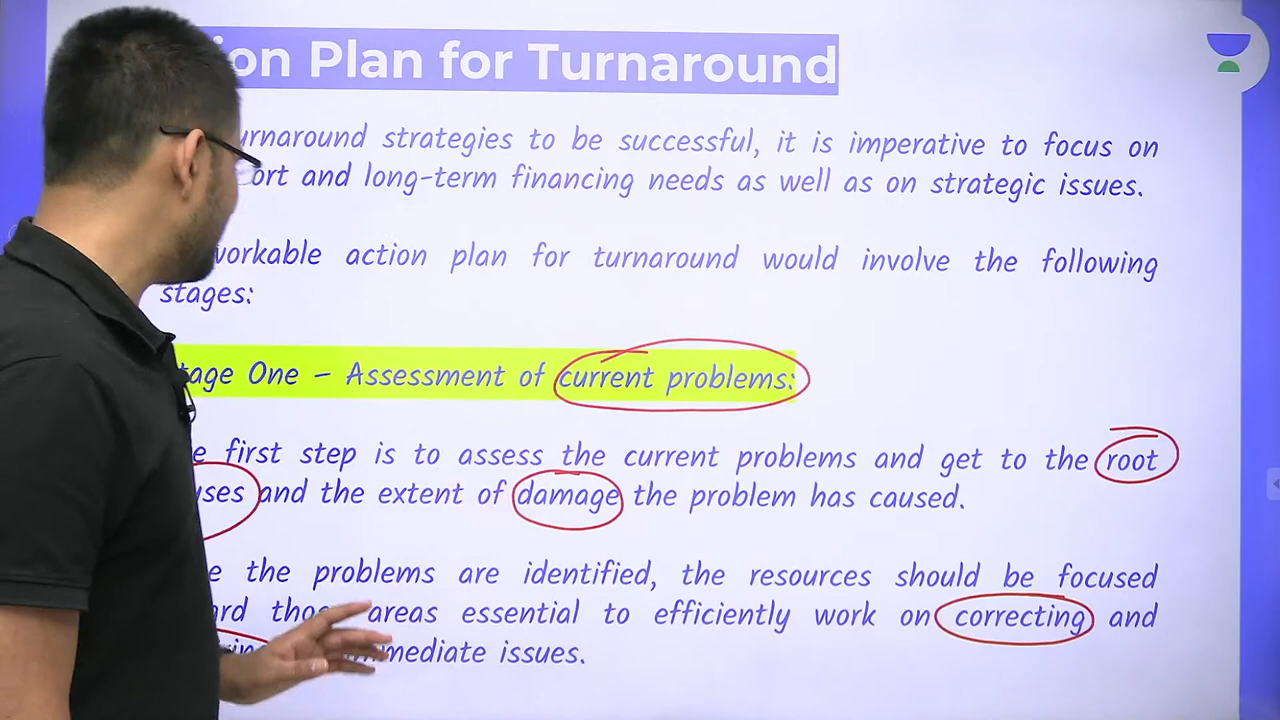 ion Plan for Turnaround
urnaround strategies to be successful, it is imperative to focus on
ort and long-term financing needs as well as on strategic issues.
workable action plan for turnaround would involve the following
stages:
tage One – Assessment of current problems:
e first step is to assess the current problems and get to the root
uses and the extent of damage the problem has caused.
e the problems are identified, the resources should be focused
ard those areas essential to efficiently work on correcting and
immediate issues.